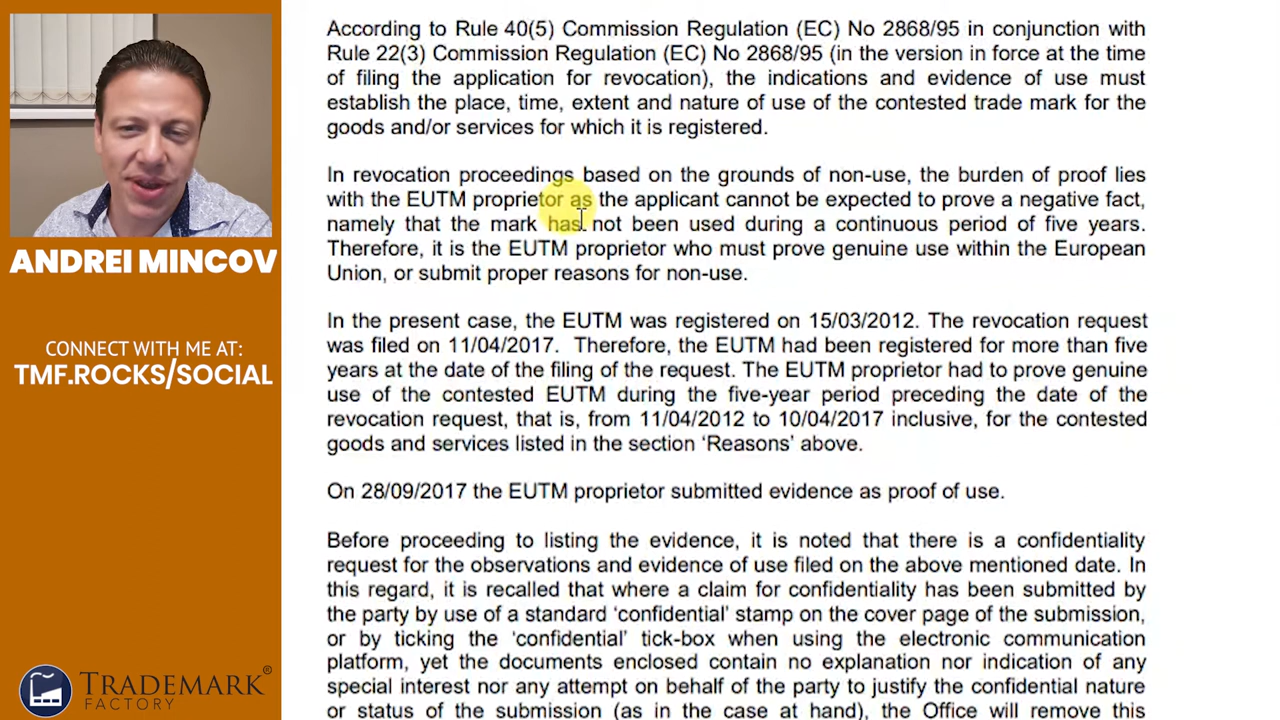 According to Rule 40(5) Commission Regulation (EC) No 2868/95 in conjunction with
Rule 22(3) Commission Regulation (EC) No 2868/95 (in the version in force at the time
of filing the application for revocation), the indications and evidence of use must
establish the place, time, extent and nature of use of the contested trade mark for the
goods and/or services for which it is registered.
In revocation proceedings based on the grounds of non-use, the burden of proof lies
with the EUTM proprietor as the applicant cannot be expected to prove a negative fact,
namely that the mark has not been used during a continuous period of five years.
Therefore, it is the EUTM proprietor who must prove genuine use within the European
Union, or submit proper reasons for non-use.
In the present case, the EUTM was registered on 15/03/2012. The revocation request
was filed on 11/04/2017. Therefore, the EUTM had been registered for more than five
years at the date of the filing of the request. The EUTM proprietor had to prove genuine
use of the contested EUTM during the five-year period preceding the date of the
revocation request, that is, from 11/04/2012 to 10/04/2017 inclusive, for the contested
goods and services listed in the section ‘Reasons’ above.
On 28/09/2017 the EUTM proprietor submitted evidence as proof of use.
Before proceeding to listing the evidence, it is noted that there is a confidentiality
request for the observations and evidence of use filed on the above mentioned date. In
this regard, it is recalled that where a claim for confidentiality has been submitted by
the party by use of a standard ‘confidential’ stamp on the cover page of the submission,
or by ticking the ‘confidential’ tick-box when using the electronic communication
platform, yet the documents enclosed contain no explanation nor indication of any
special interest nor any attempt on behalf of the party to justify the confidential nature
or status of the submission (as in the case at hand), the Office will remove this
ANDREI MINCOV
CONNECT WITH ME AT:
TMF.ROCKS/SOCIAL
TRADEMARK®
FACTORY